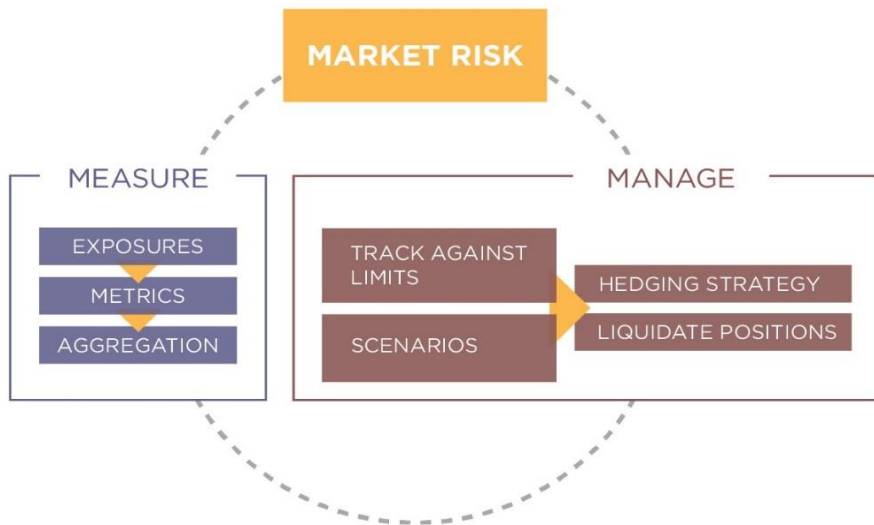 MARKET RISK
MEASURE
EXPOSURES
METRICS
AGGREGATION
MANAGE
TRACK AGAINST
LIMITS
SCENARIOS
HEDGING STRATEGY
LIQUIDATE POSITIONS